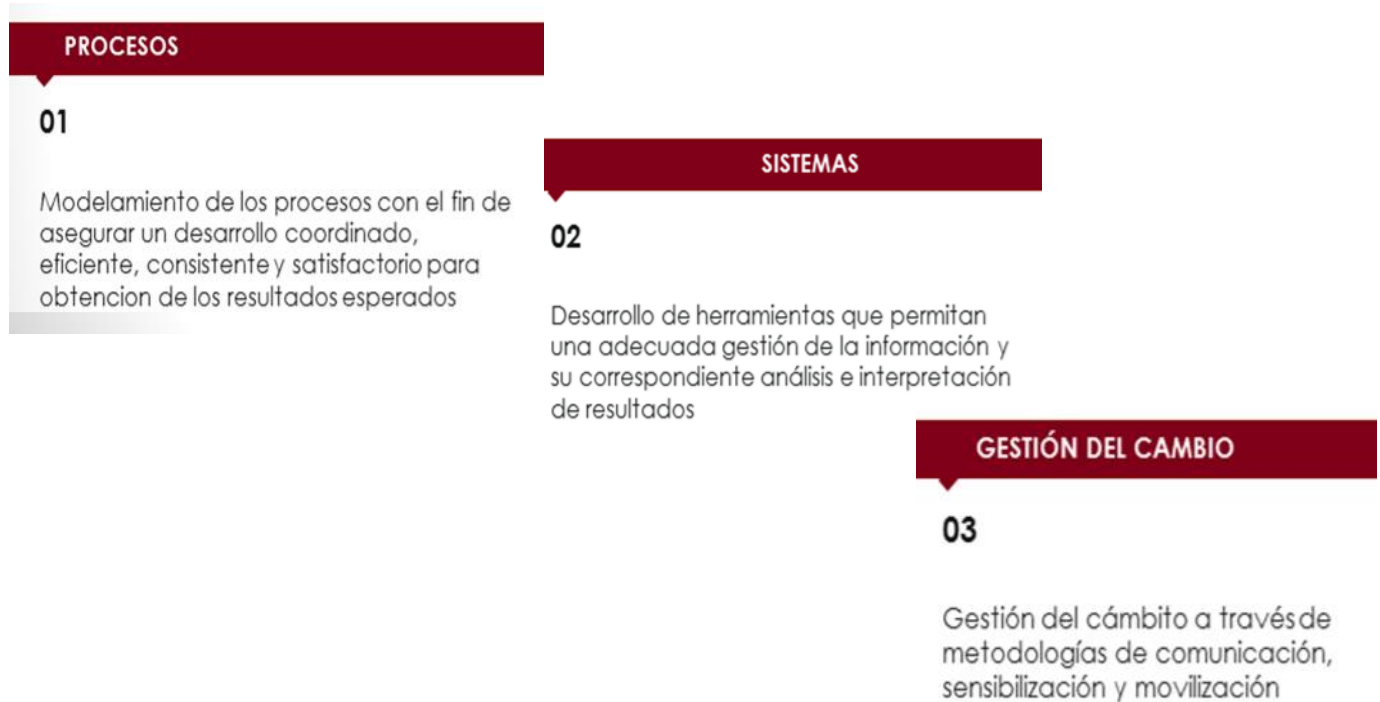 PROCESOS
01
Modelamiento de los procesos con el fin de
asegurar un desarrollo coordinado,
eficiente, consistente y satisfactorio para
obtencion de los resultados esperados
SISTEMAS
02
Desarrollo de herramientas que permitan
una adecuada gestión de la información y
su correspondiente análisis e interpretación
de resultados
GESTIÓN DEL CAMBIO
03
Gestión del cámbito a través de
metodologías de comunicación,
sensibilización y movilización